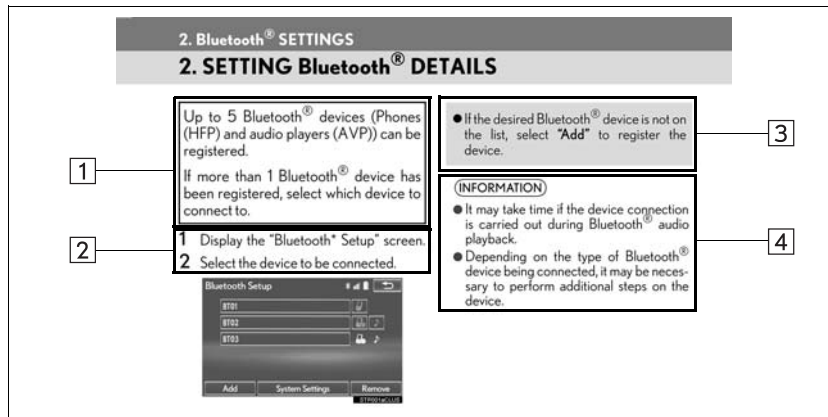 2. Bluetooth® SETTINGS
2. SETTING Bluetooth® DETAILS
1
Up to 5 Bluetooth® devices (Phones
(HFP) and audio players (AVP)) can be
registered.
If more than 1 Bluetooth® device has
been registered, select which device to
connect to.
2
1 Display the "Bluetooth* Setup" screen.
2 Select the device to be connected.
Bluetooth Setup
BT01
BT02
BT03
Add System Settings Remove
STP001aCLUS
● If the desired Bluetooth® device is not on
the list, select "Add" to register the
device.
3
INFORMATION
● It may take time if the device connection
is carried out during Bluetooth® audio
playback.
● Depending on the type of Bluetooth®
device being connected, it may be neces-
sary to perform additional steps on the
device.
4